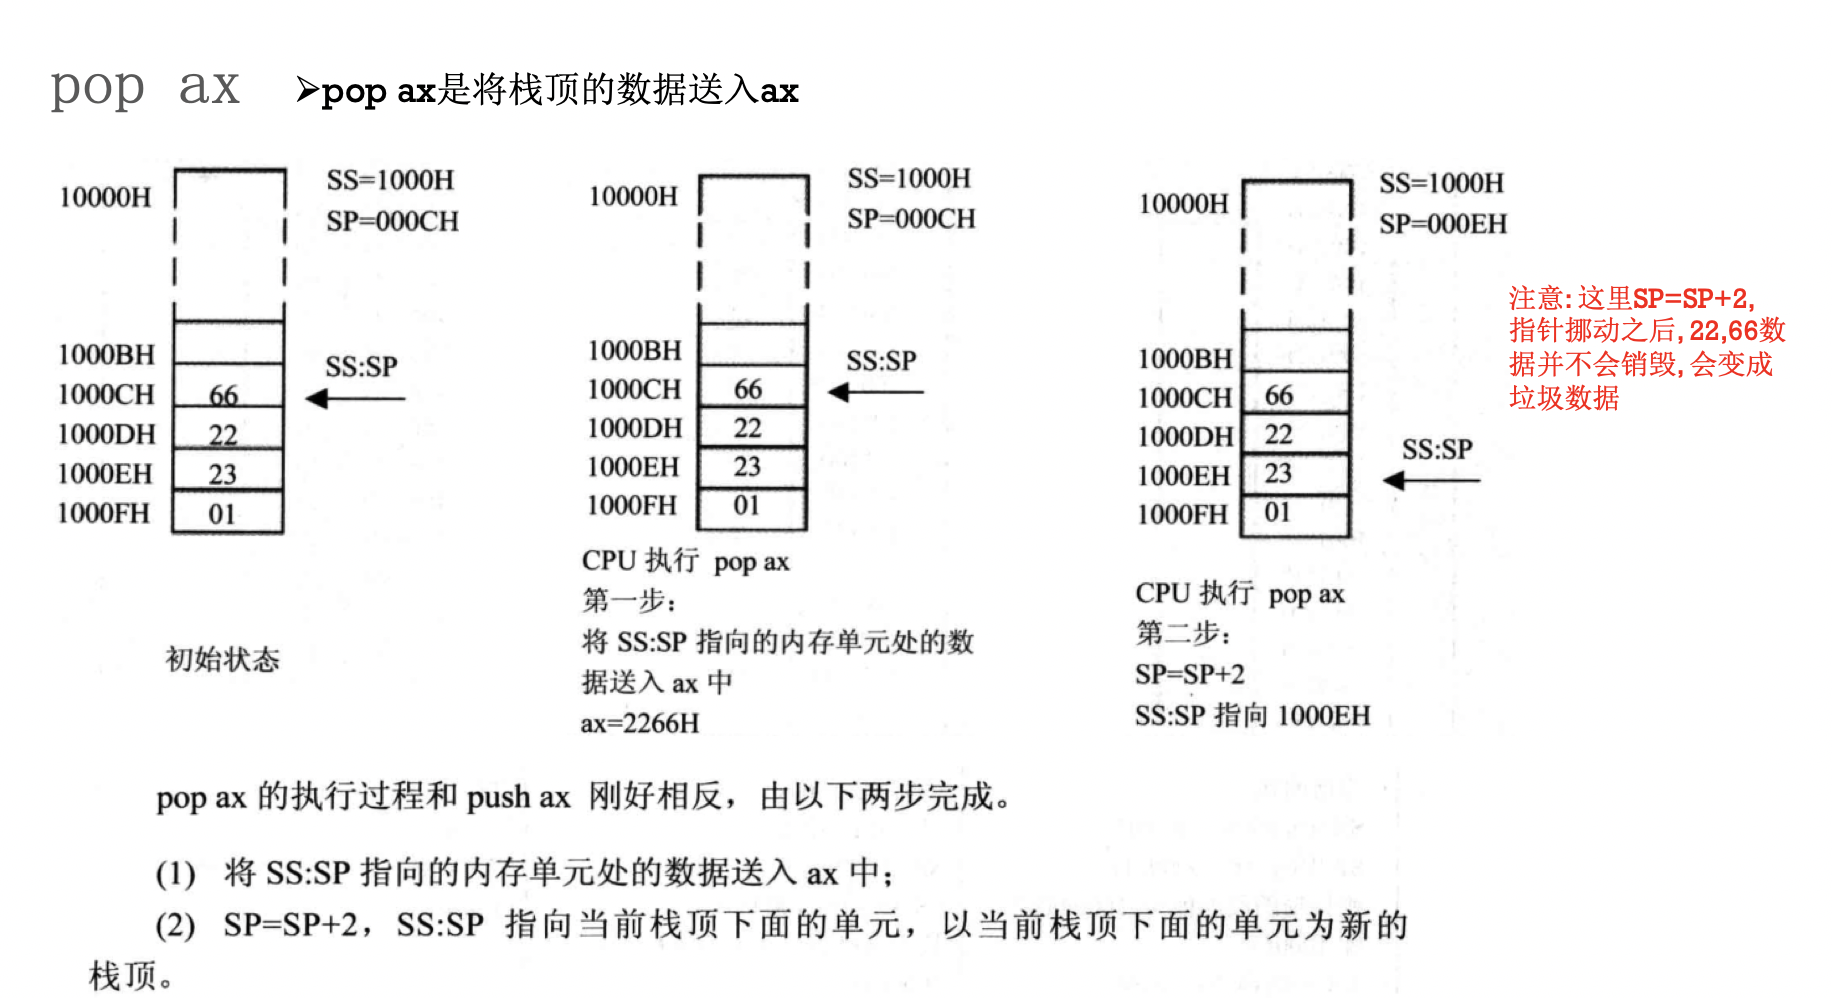 pop ax
➢pop ax是将栈顶的数据送入ax
10000H
SS=1000H
SP=000CH
1000BH
1000CH 66
SS:SP
1000DH 22
1000EH 23
1000FH 01
初始状态
10000H
SS=1000H
SP=000CH
1000BH
1000CH 66
SS:SP
1000DH 22
1000EH 23
1000FH 01
CPU 执行 pop ax
第一步：
将 SS:SP 指向的内存单元处的数
据送入 ax 中
ax=2266H
10000H
SS=1000H
SP=000EH
1000BH
1000CH 66
1000DH 22
SS:SP
1000EH 23
1000FH 01
CPU 执行 pop ax
第二步：
SP=SP+2
SS:SP 指向 1000EH
注意: 这里SP=SP+2,
指针挪动之后, 22,66数
据并不会销毁, 会变成
垃圾数据
pop ax 的执行过程和 push ax 刚好相反，由以下两步完成。
(1) 将 SS:SP 指向的内存单元处的数据送入 ax 中；
(2) SP=SP+2，SS:SP 指向当前栈顶下面的单元，以当前栈顶下面的单元为新的
栈顶。